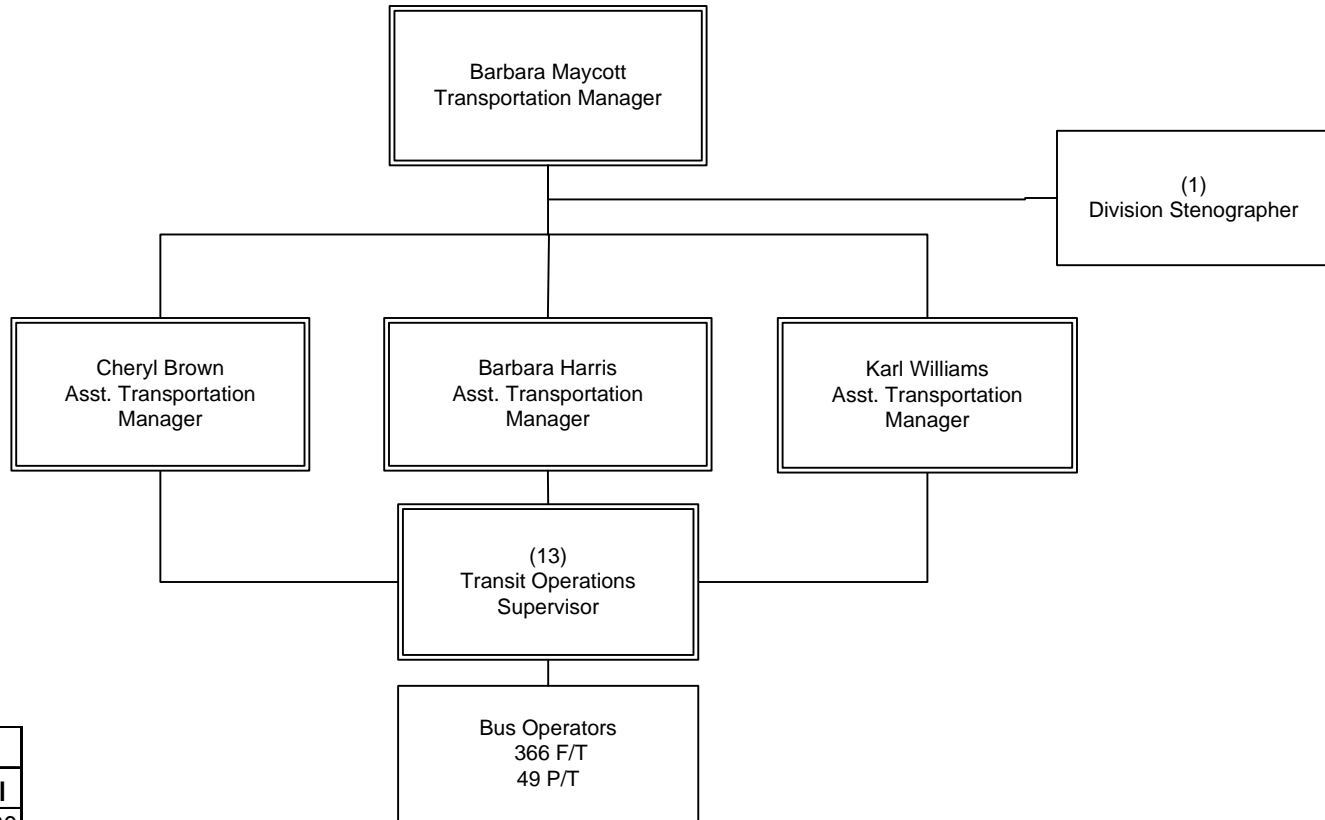 Barbara Maycott
Transportation Manager
(1)
Division Stenographer
Cheryl Brown
Asst. Transportation
Manager
Barbara Harris
Asst. Transportation
Manager
Karl Williams
Asst. Transportation
Manager
(13)
Transit Operations
Supervisor
Bus Operators
366 F/T
49 P/T